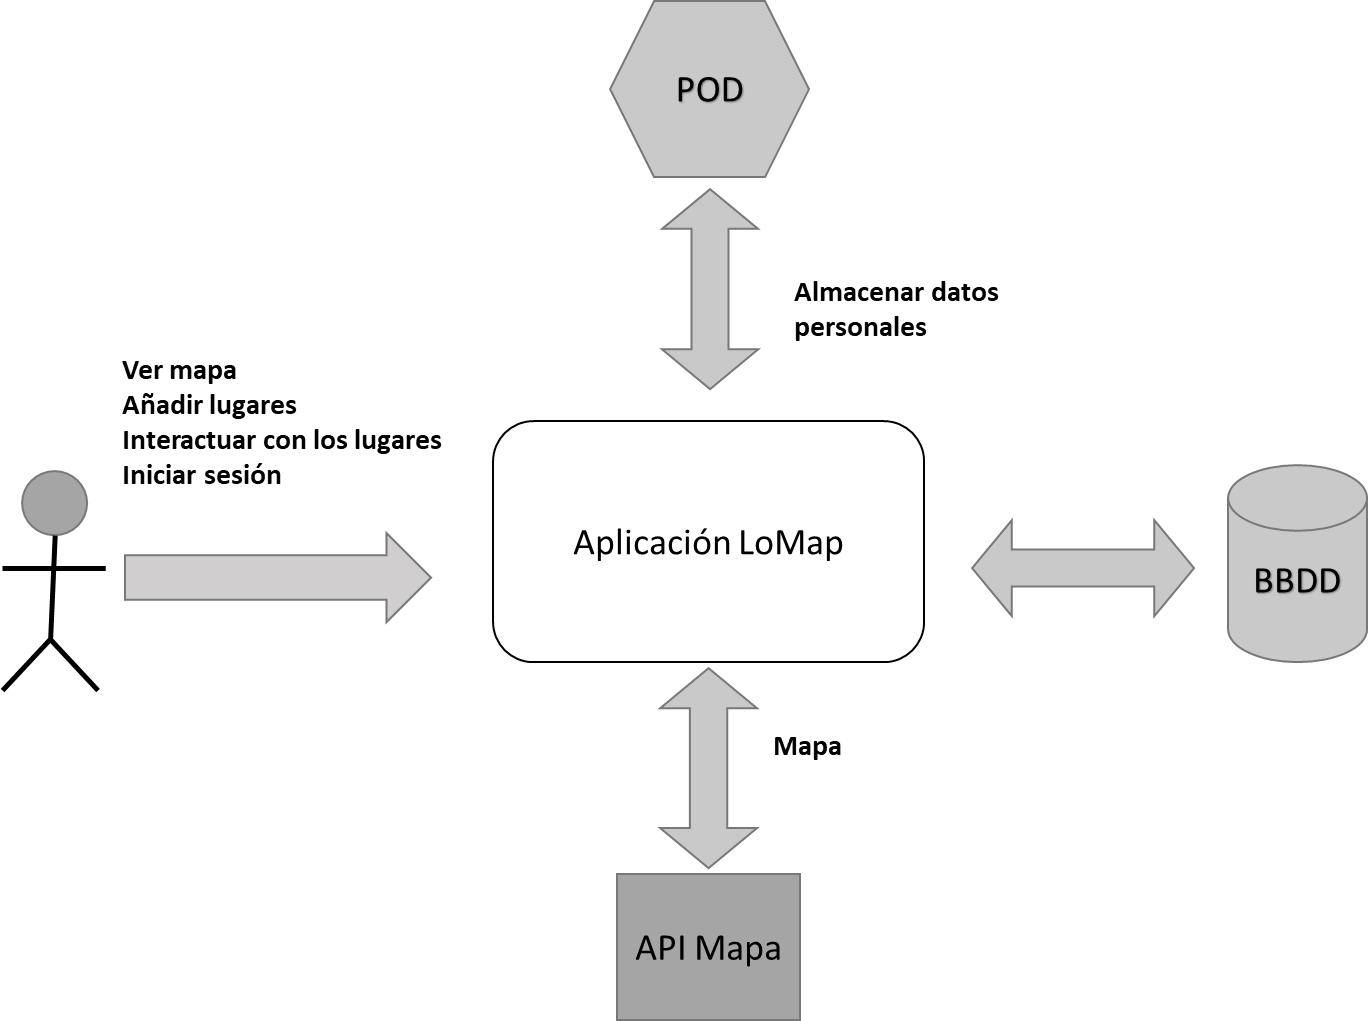 POD
Almacenar datos
personales
Ver mapa
Añadir lugares
Interactuar con los lugares
Iniciar sesión
Aplicación LoMap
BBDD
Mapa
API Mapa